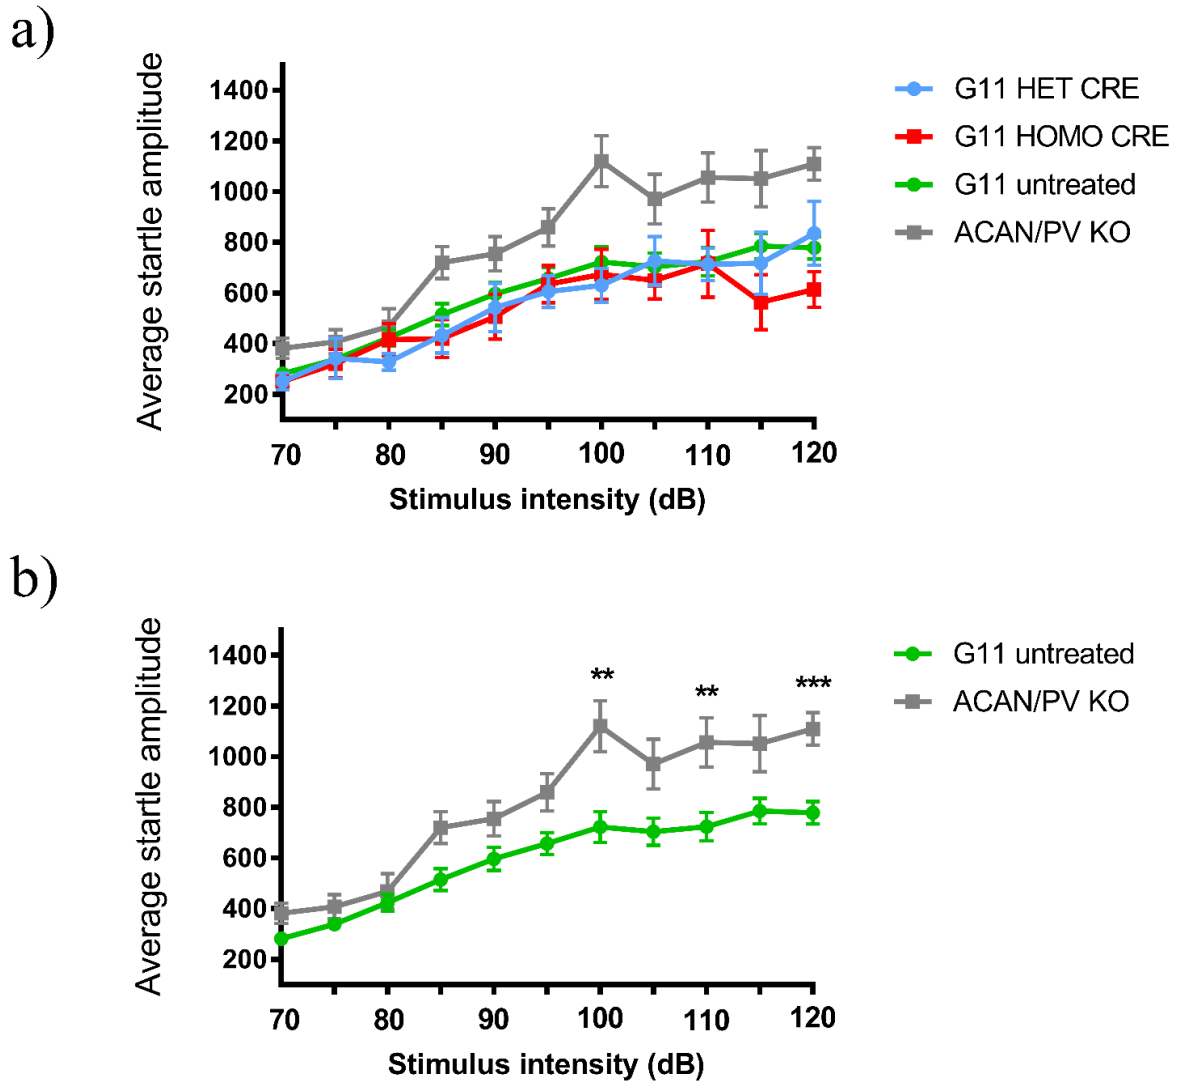 a)
Average startle amplitude
1400
1200
1000
800
600
400
200
70 80 90 100 110 120
Stimulus intensity (dB)
G11 HET CRE
G11 HOMO CRE
G11 untreated
ACAN/PV KO
b)
Average startle amplitude
1400
1200
1000
800
600
400
200
** ** ***
70 80 90 100 110 120
Stimulus intensity (dB)
G11 untreated
ACAN/PV KO